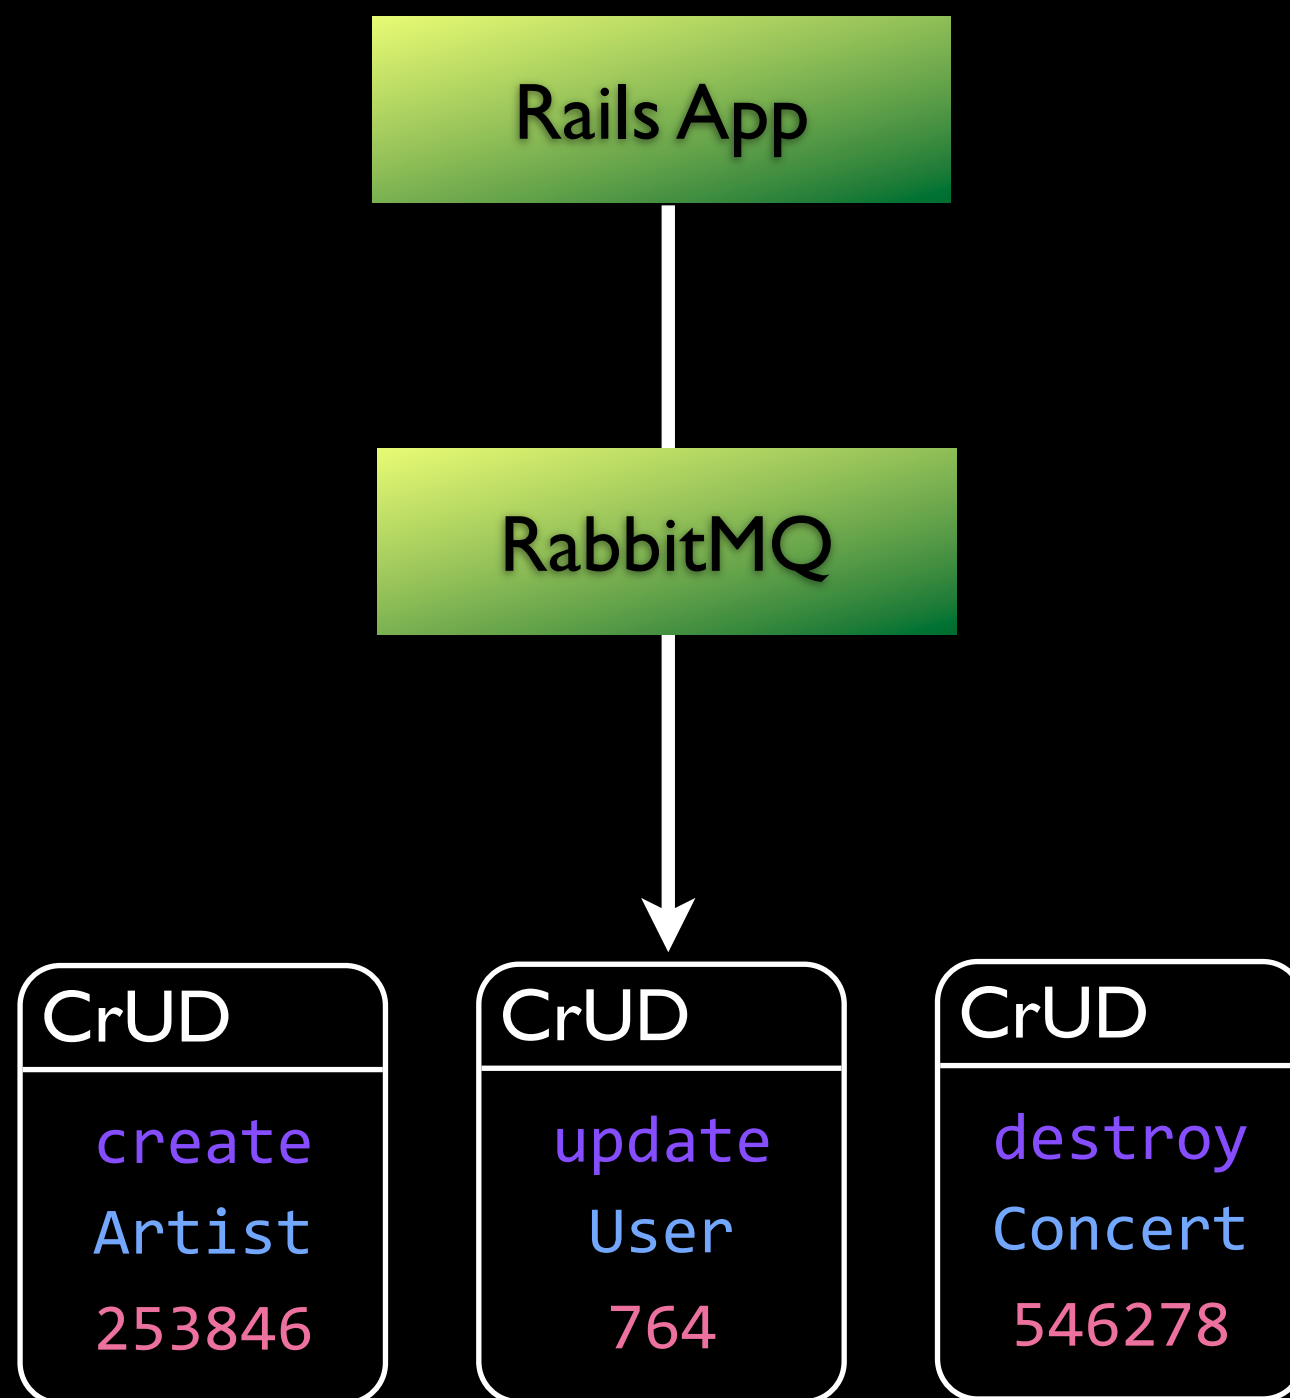 Rails App
RabbitMQ
CrUD
create
Artist
253846
CrUD
update
User
764
CrUD
destroy
Concert
546278